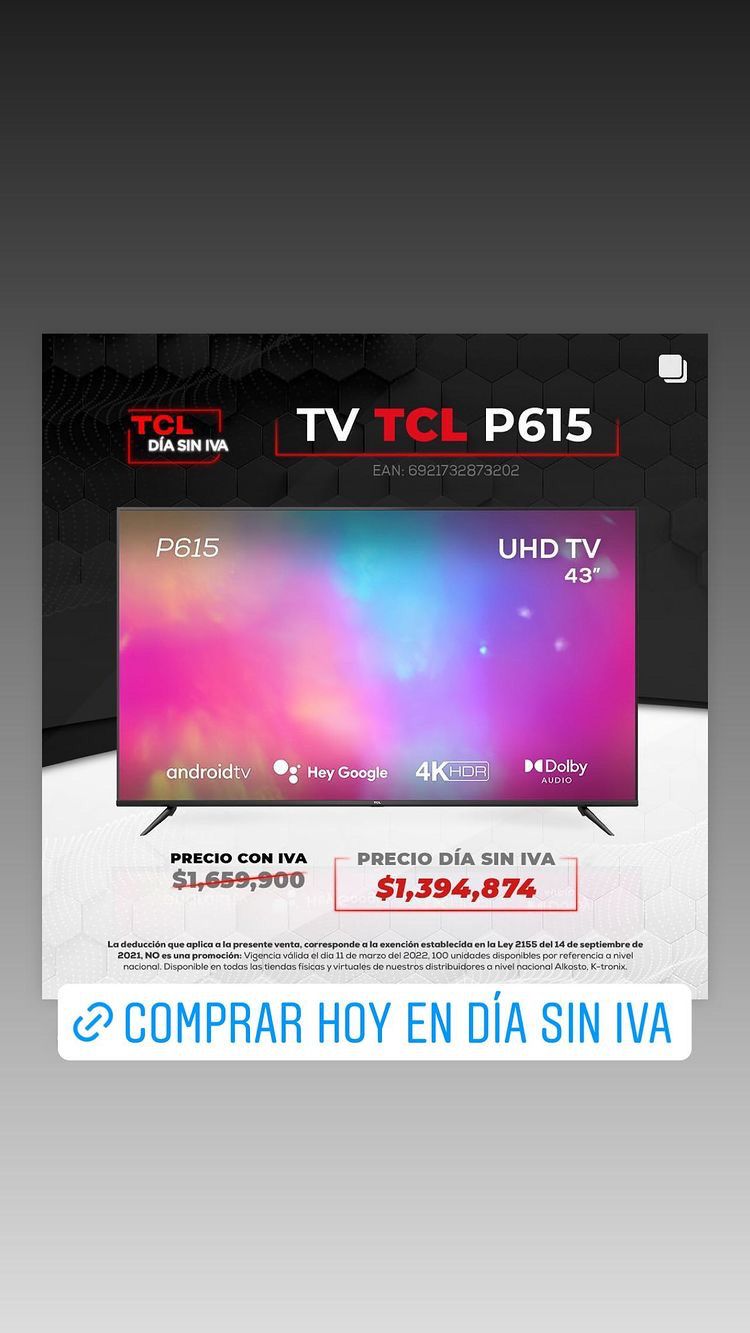 TCL
DÍA SIN IVA
TV TCL P615
EAN: 6921732873202
P615
UHD TV
43”
androidtv
Hey Google
4K HDR
Dolby
AUDIO
TCL
PRECIO CON IVA
$1,659,900
PRECIO DÍA SIN IVA
$1,394,874
La deducción que aplica a la presente venta, corresponde a la exención establecida en la Ley 2155 del 14 de septiembre de
2021, NO es una promoción: Vigencia válida el dia 11 de marzo del 2022, 100 unidades disponibles por referencia a nivel
nacional. Disponible en todas las tiendas físicas y virtuales de nuestros distribuidores a nivel nacional Alkosto, K-tronix.
COMPRAR HOY EN DÍA SIN IVA